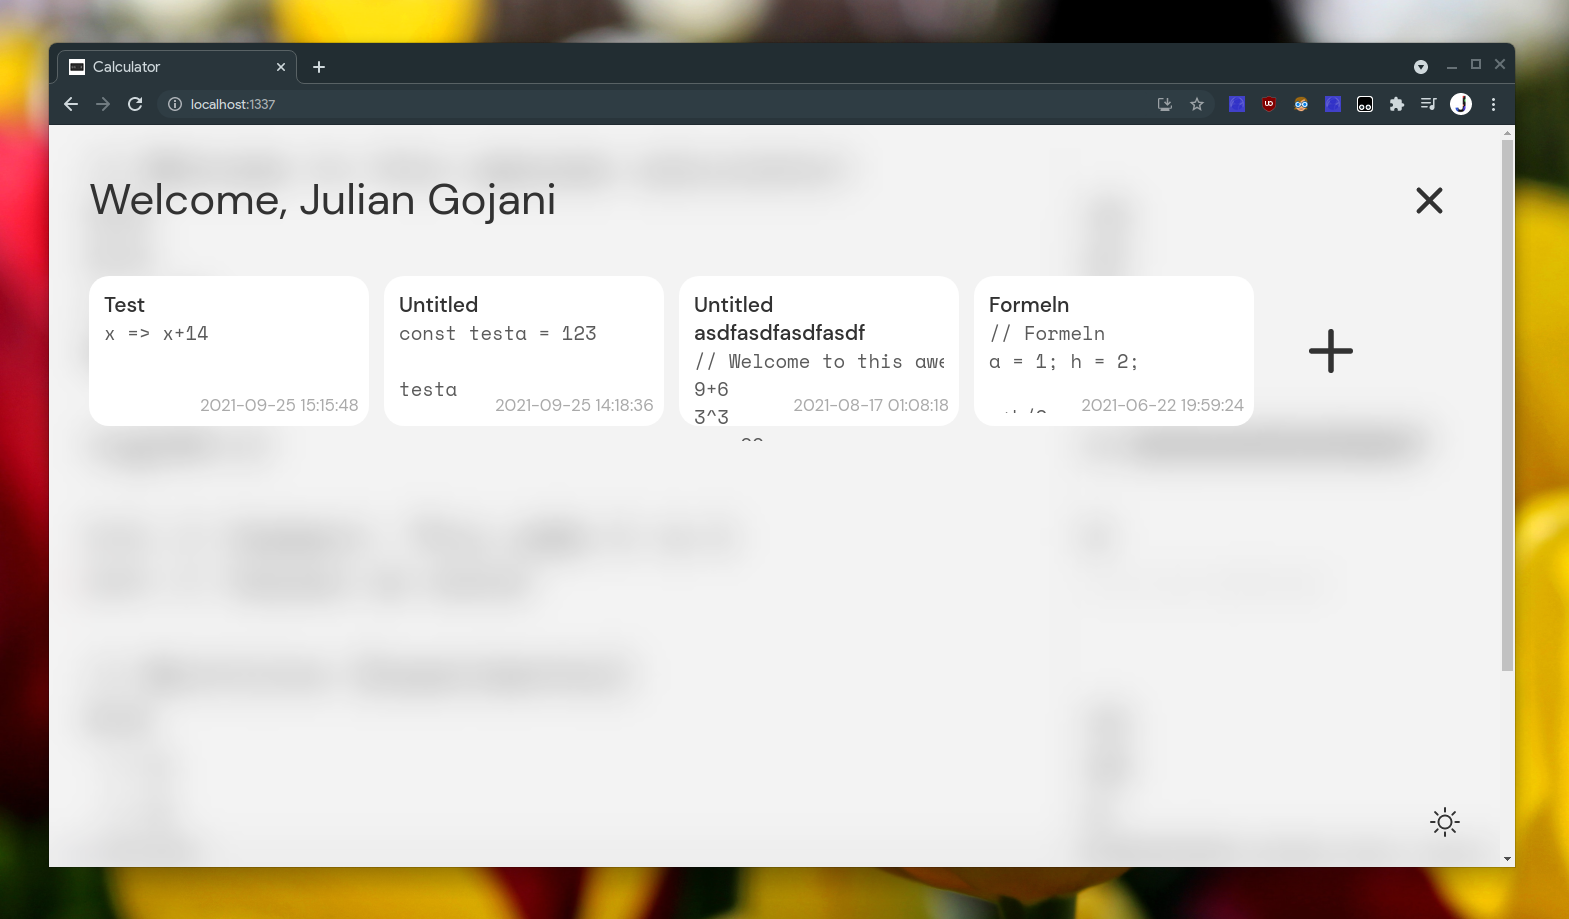 Calculator
localhost:1337
Welcome, Julian Gojani
Test
x => x+14
2021-09-25 15:15:48
Untitled
const testa = 123
testa
2021-09-25 14:18:36
Untitled
asdfasdfasdfasdf
// Welcome to this awe
9+6
3^3
2021-08-17 01:08:18
Formeln
// Formeln
a = 1; h = 2;
2021-06-22 19:59:24